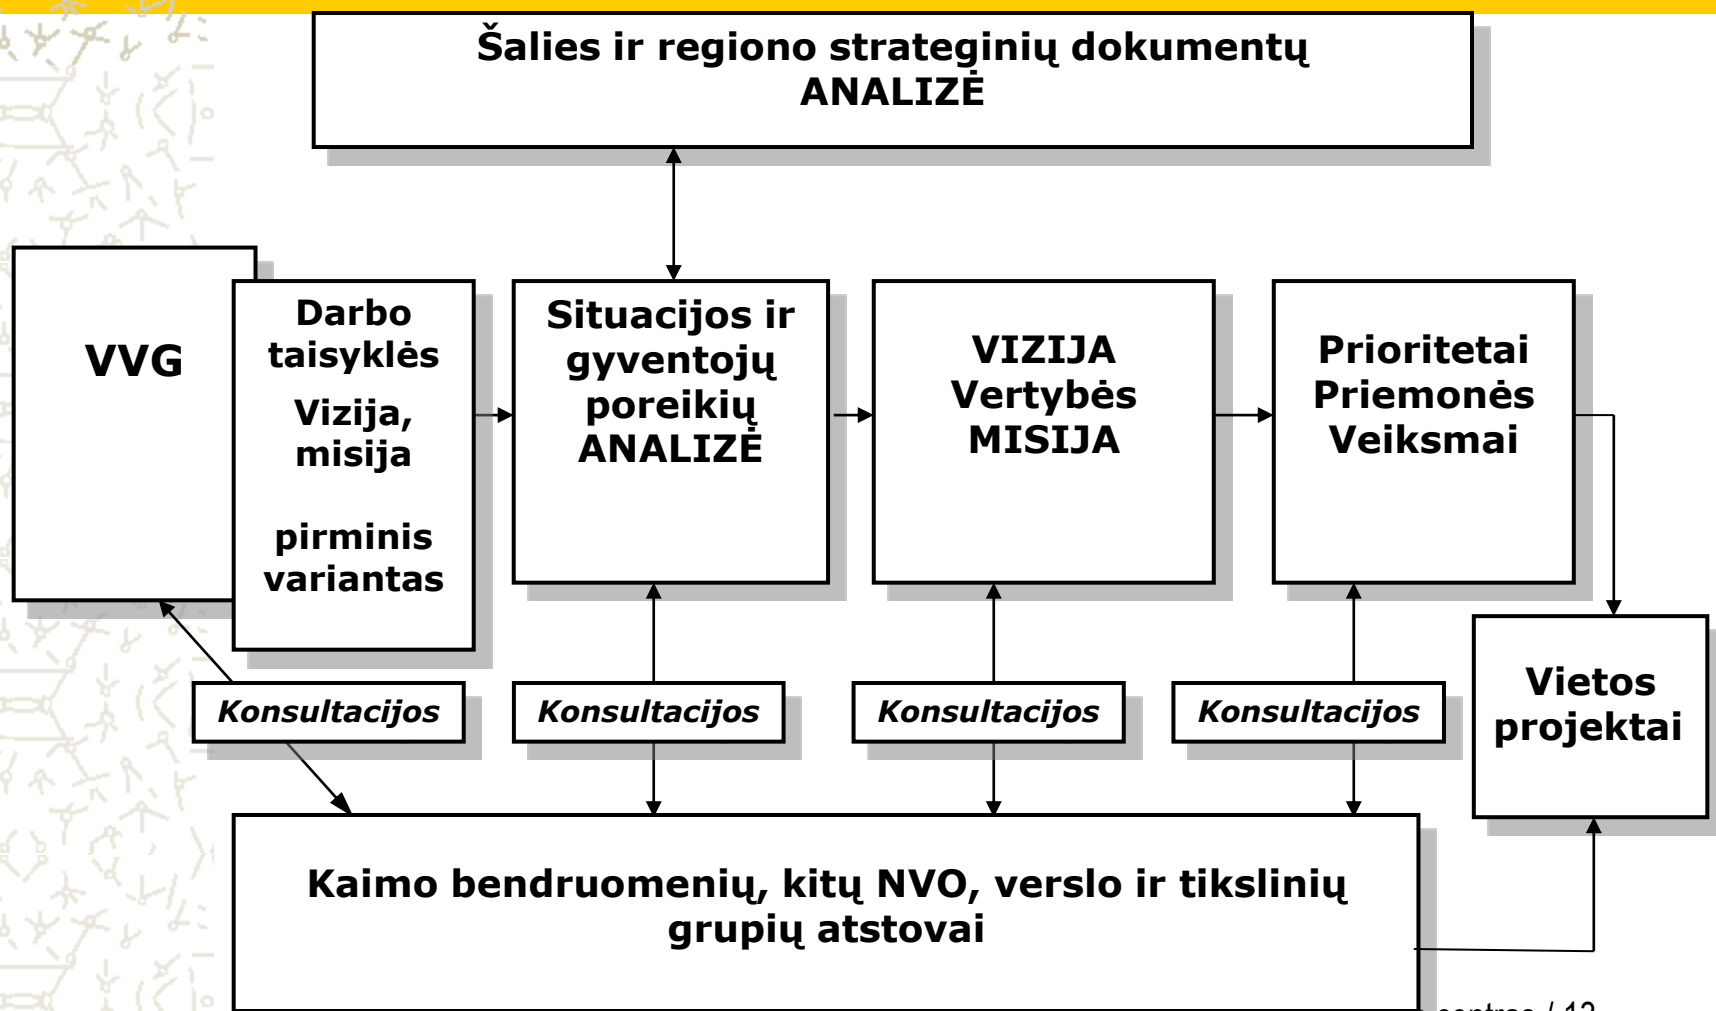 Šalies ir regiono strateginių dokumentų
ANALIZĖ
VVG
Darbo
taisyklės
Vizija,
misija
pirminis
variantas
Situacijos ir
gyventojų
poreikių
ANALIZĖ
VIZIJA
Vertybės
MISIJA
Prioritetai
Priemonės
Veiksmai
Konsultacijos
Konsultacijos
Konsultacijos
Konsultacijos
Vietos
projektai
Kaimo bendruomenių, kitų NVO, verslo ir tikslinių
grupių atstovai